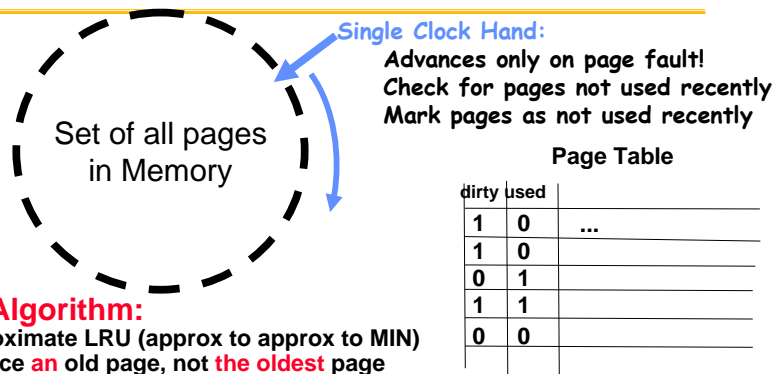 Single Clock Hand:
Advances only on page fault!
Check for pages not used recently
Mark pages as not used recently
Set of all pages
in Memory
Page Table
dirty used
1 0 ...
1 0
0 1
1 1
0 0
Algorithm:
oximate LRU (approx to approx to MIN)
ce an old page, not the oldest page